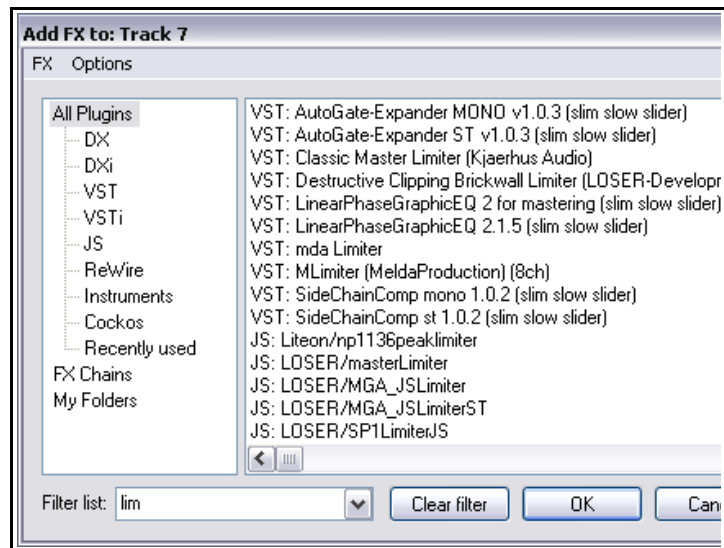 Add FX to: Track 7
FX Options
All Plugins
DX
DXi
VST
VSTi
JS
ReWire
Instruments
Cockos
Recently used
FX Chains
My Folders
VST: AutoGate-Expander MONO v1.0.3 (slim slow slider)
VST: AutoGate-Expander ST v1.0.3 (slim slow slider)
VST: Classic Master Limiter (Kjaerhus Audio)
VST: Destructive Clipping Brickwall Limiter (LOSER-Developm
VST: LinearPhaseGraphicEQ 2 for mastering (slim slow slider)
VST: LinearPhaseGraphicEQ 2.1.5 (slim slow slider)
VST: mda Limiter
VST: MLimiter (MeldaProduction) (8ch)
VST: SideChainComp mono 1.0.2 (slim slow slider)
VST: SideChainComp st 1.0.2 (slim slow slider)
JS: Liteon/np1136peaklimiter
JS: LOSER/masterLimiter
JS: LOSER/MGA_JSLimiter
JS: LOSER/MGA_JSLimiterST
JS: LOSER/SP1LimiterJS
Filter list: lim Clear filter OK Canc